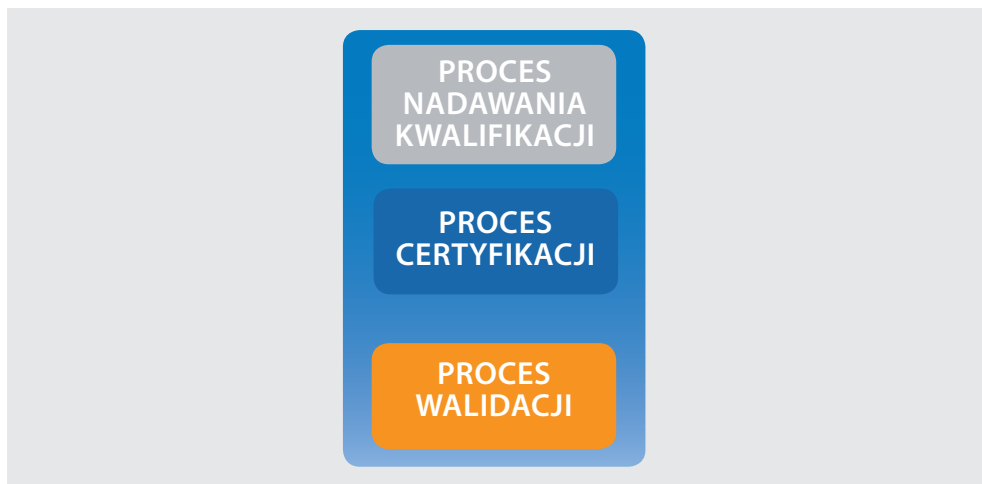 PROCES
NADAWANIA
KWALIFIKACJI
PROCES
CERTYFIKACJI
PROCES
WALIDACJI